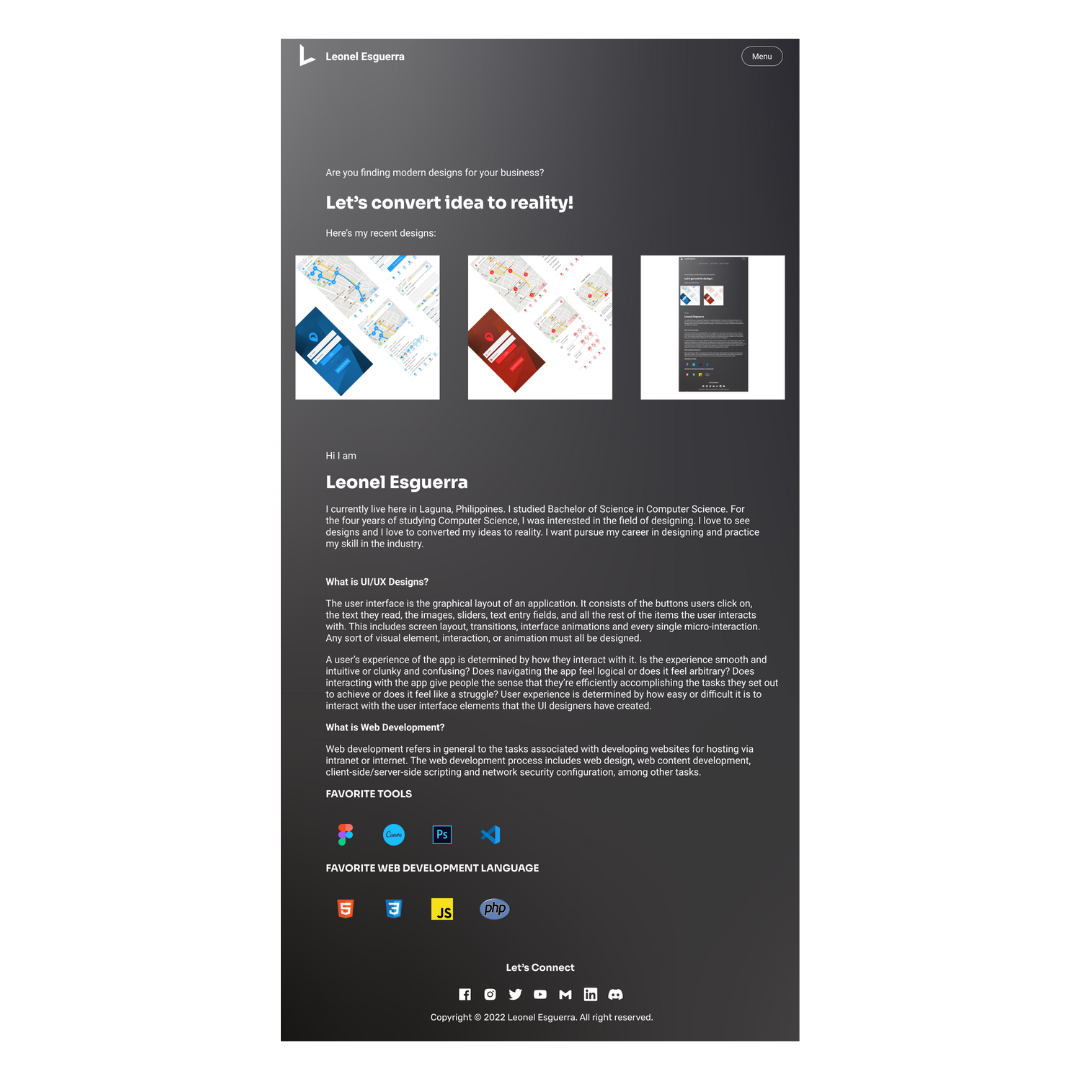 Leonel Esguerra
Menu
Are you finding modern designs for your business?
Let's convert idea to reality!
Here's my recent designs:
Hi I am
Leonel Esguerra
I currently live here in Laguna, Philippines. I studied Bachelor of Science in Computer Science. For
the four years of studying Computer Science, I was interested in the field of designing. I love to see
designs and I love to converted my ideas to reality. I want pursue my career in designing and practice
my skill in the industry.
What is UI/UX Designs?
The user interface is the graphical layout of an application. It consists of the buttons users click on,
the text they read, the images, sliders, text entry fields, and all the rest of the items the user interacts
with. This includes screen layout, transitions, interface animations and every single micro-interaction.
Any sort of visual element, interaction, or animation must all be designed.
A user's experience of the app is determined by how they interact with it. Is the experience smooth and
intuitive or clunky and confusing? Does navigating the app feel logical or does it feel arbitrary? Does
interacting with the app give people the sense that they're efficiently accomplishing the tasks they set out
to achieve or does it feel like a struggle? User experience is determined by how easy or difficult it is to
interact with the user interface elements that the UI designers have created.
What is Web Development?
Web development refers in general to the tasks associated with developing websites for hosting via
intranet or internet. The web development process includes web design, web content development,
client-side/server-side scripting and network security configuration, among other tasks.
FAVORITE TOOLS
Canva
Ps
FAVORITE WEB DEVELOPMENT LANGUAGE
5
3
JS
php
Let's Connect
Copyright © 2022 Leonel Esguerra. All right reserved.